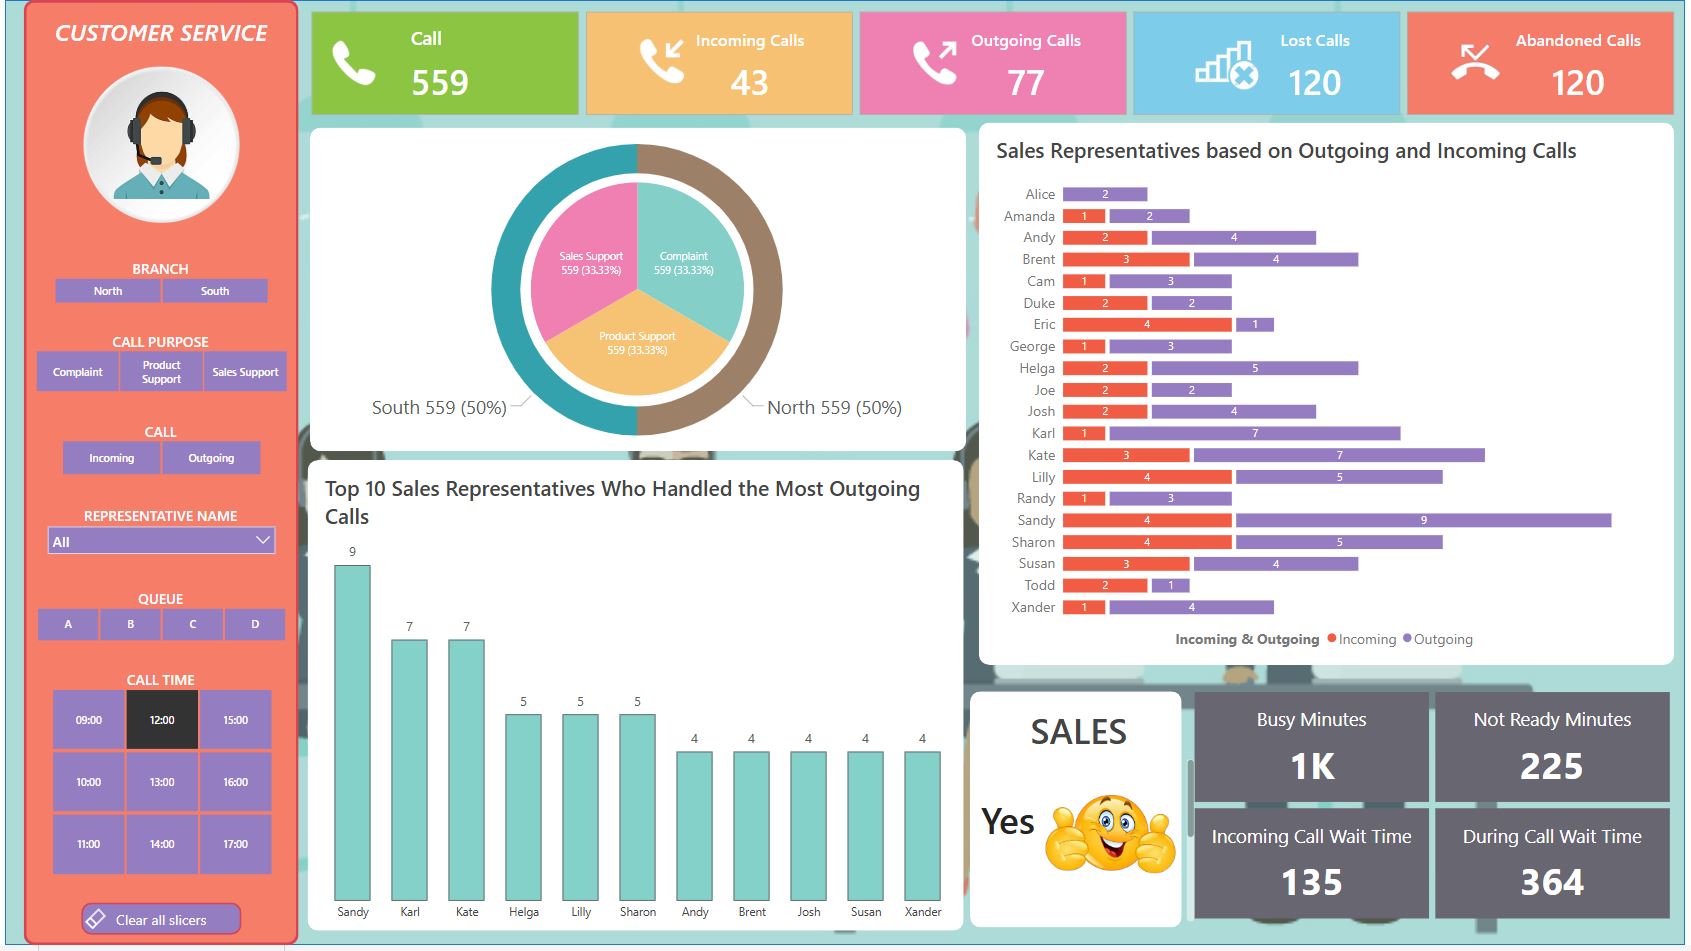 CUSTOMER SERVICE
BRANCH
North
South
CALL PURPOSE
Complaint
Product
Support
Sales Support
CALL
Incoming
Outgoing
REPRESENTATIVE NAME
All
QUEUE
A
B
C
D
CALL TIME
09:00
12:00
15:00
10:00
13:00
16:00
11:00
14:00
17:00
Clear all slicers
Call
559
Incoming Calls
43
Outgoing Calls
77
Lost Calls
120
Abandoned Calls
120
Sales Support
559 (33.33%)
Complaint
559 (33.33%)
Product Support
559 (33.33%)
South 559 (50%)
North 559 (50%)
Top 10 Sales Representatives Who Handled the Most Outgoing
Calls
9
7
7
5
5
5
4
4
4
4
4
Sandy
Karl
Kate
Helga
Lilly
Sharon
Andy
Brent
Josh
Susan
Xander
Sales Representatives based on Outgoing and Incoming Calls
Alice 2
Amanda 1 2
Andy 2 4
Brent 3 4
Cam 1 3
Duke 2 2
Eric 4 1
George 1 3
Helga 2 5
Joe 2 2
Josh 2 4
Karl 1 7
Kate 3 7
Lilly 4 5
Randy 1 3
Sandy 4 9
Sharon 4 5
Susan 3 4
Todd 2 1
Xander 1 4
Incoming & Outgoing Incoming Outgoing
SALES
Yes
Busy Minutes
1K
Not Ready Minutes
225
Incoming Call Wait Time
135
During Call Wait Time
364